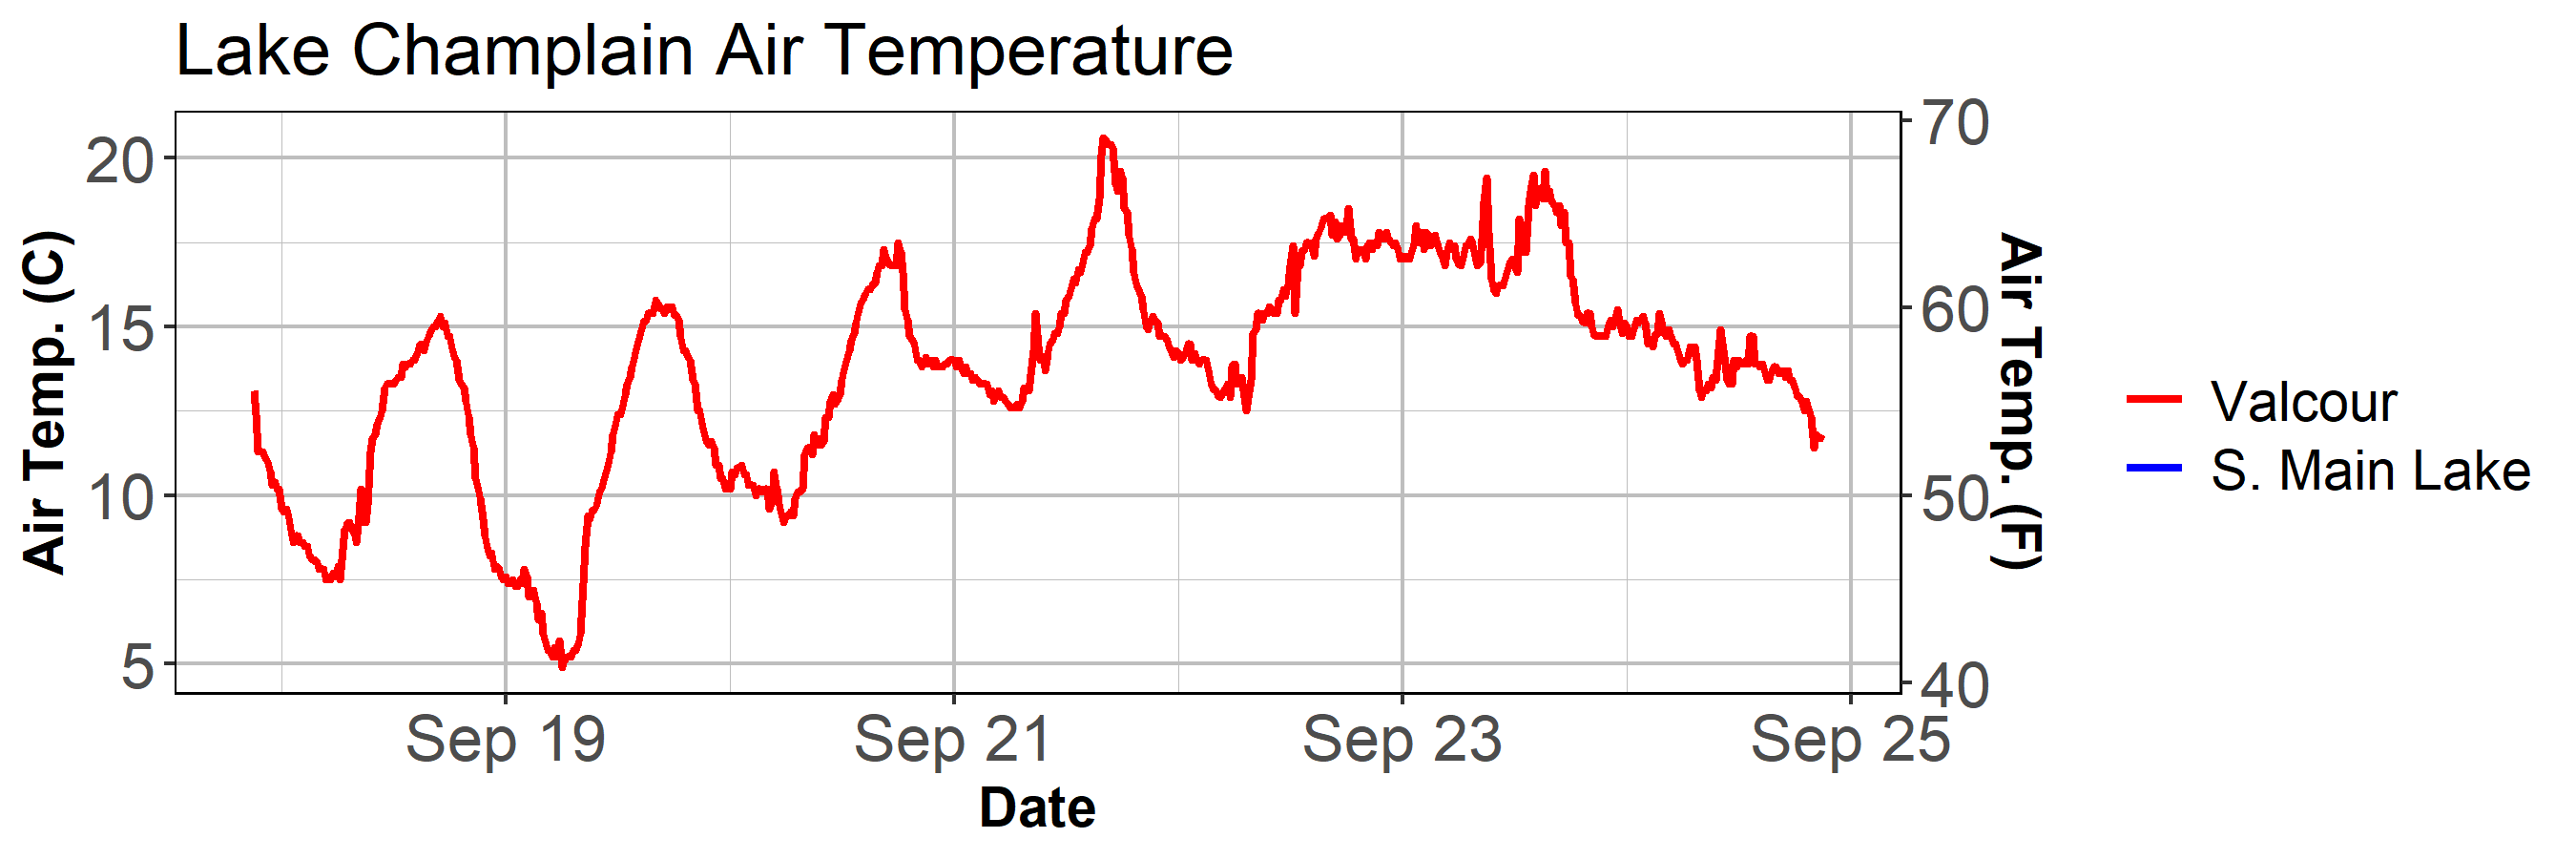 Lake Champlain Air Temperature
20
15
10
5
Air Temp. (C)
70
60
50
40
Air Temp. (F)
Sep 19
Sep 21
Sep 23
Sep 25
Date
Valcour
S. Main Lake